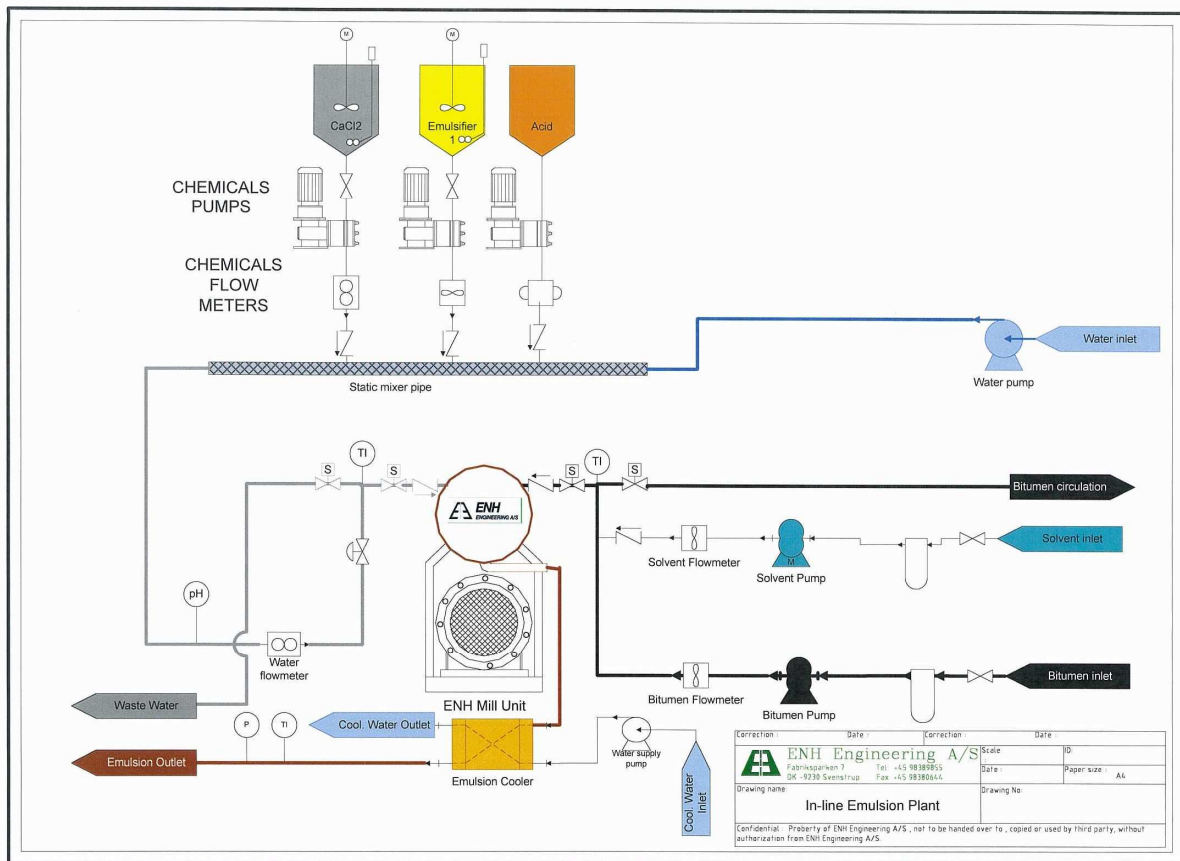 M
M
CaCl2
Emulsifier
1
Acid
CHEMICALS
PUMPS
CHEMICALS
FLOW
METERS
Static mixer pipe
Water inlet
Water pump
S
TI
S
S
TI
S
ENH
ENGINEERING A/S
Bitumen circulation
Solvent inlet
Solvent Flowmeter
M
Solvent Pump
pH
Water
flowmeter
Bitumen inlet
Bitumen Flowmeter
Bitumen Pump
Waste Water
ENH Mill Unit
P
TI
Cool. Water Outlet
Water supply
pump
Emulsion Outlet
Emulsion Cooler
Cool. Water
Inlet
Correction :
Date :
Correction :
Date :
ENH Engineering A/S
Fabriksparken 7 Tel. +45 98389855
DK -9230 Svenstrup Fax +45 98380644
Scale
:
ID:
Date :
Paper size : A4
Drawing name:
In-line Emulsion Plant
Drawing No:
Confidential : Property of ENH Engineering A/S , not to be handed over to , copied or used by third party, without
authorization from ENH Engineering A/S.